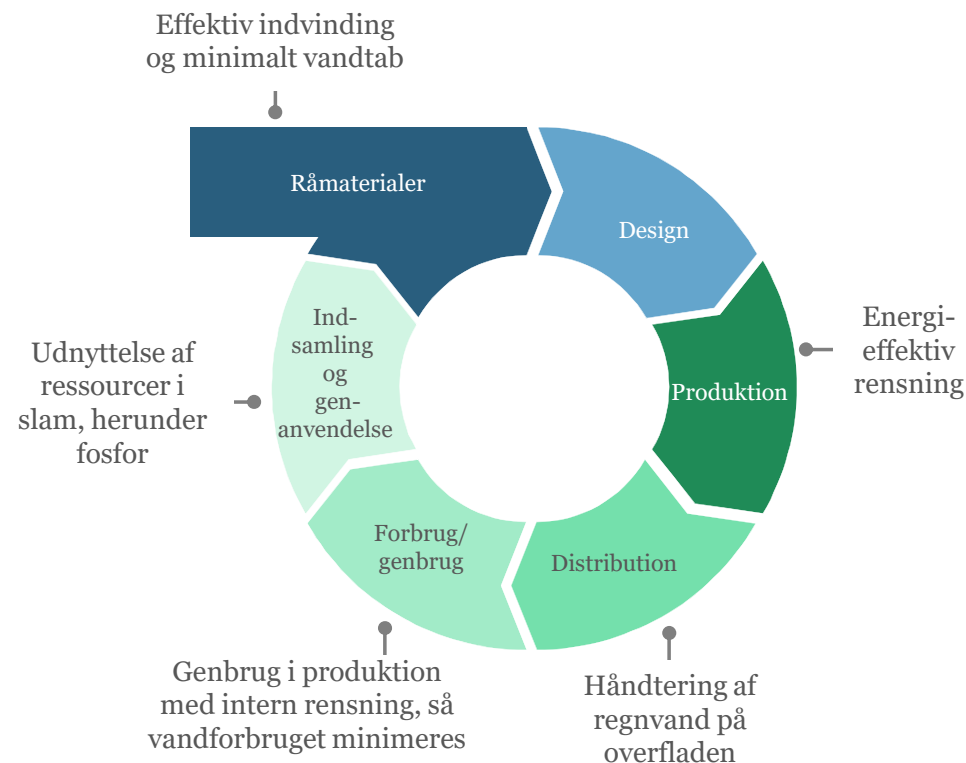 Effektiv indvinding
og minimalt vandtab
Råmaterialer
Design
Produktion
Energi-
effektiv
rensning
Distribution
Håndtering af
regnvand på
overfladen
Forbrug/
genbrug
Genbrug i produktion
med intern rensning, så
vandforbruget minimeres
Ind-
samling
og
gen-
anvendelse
Udnyttelse af
ressourcer i
slam, herunder
fosfor